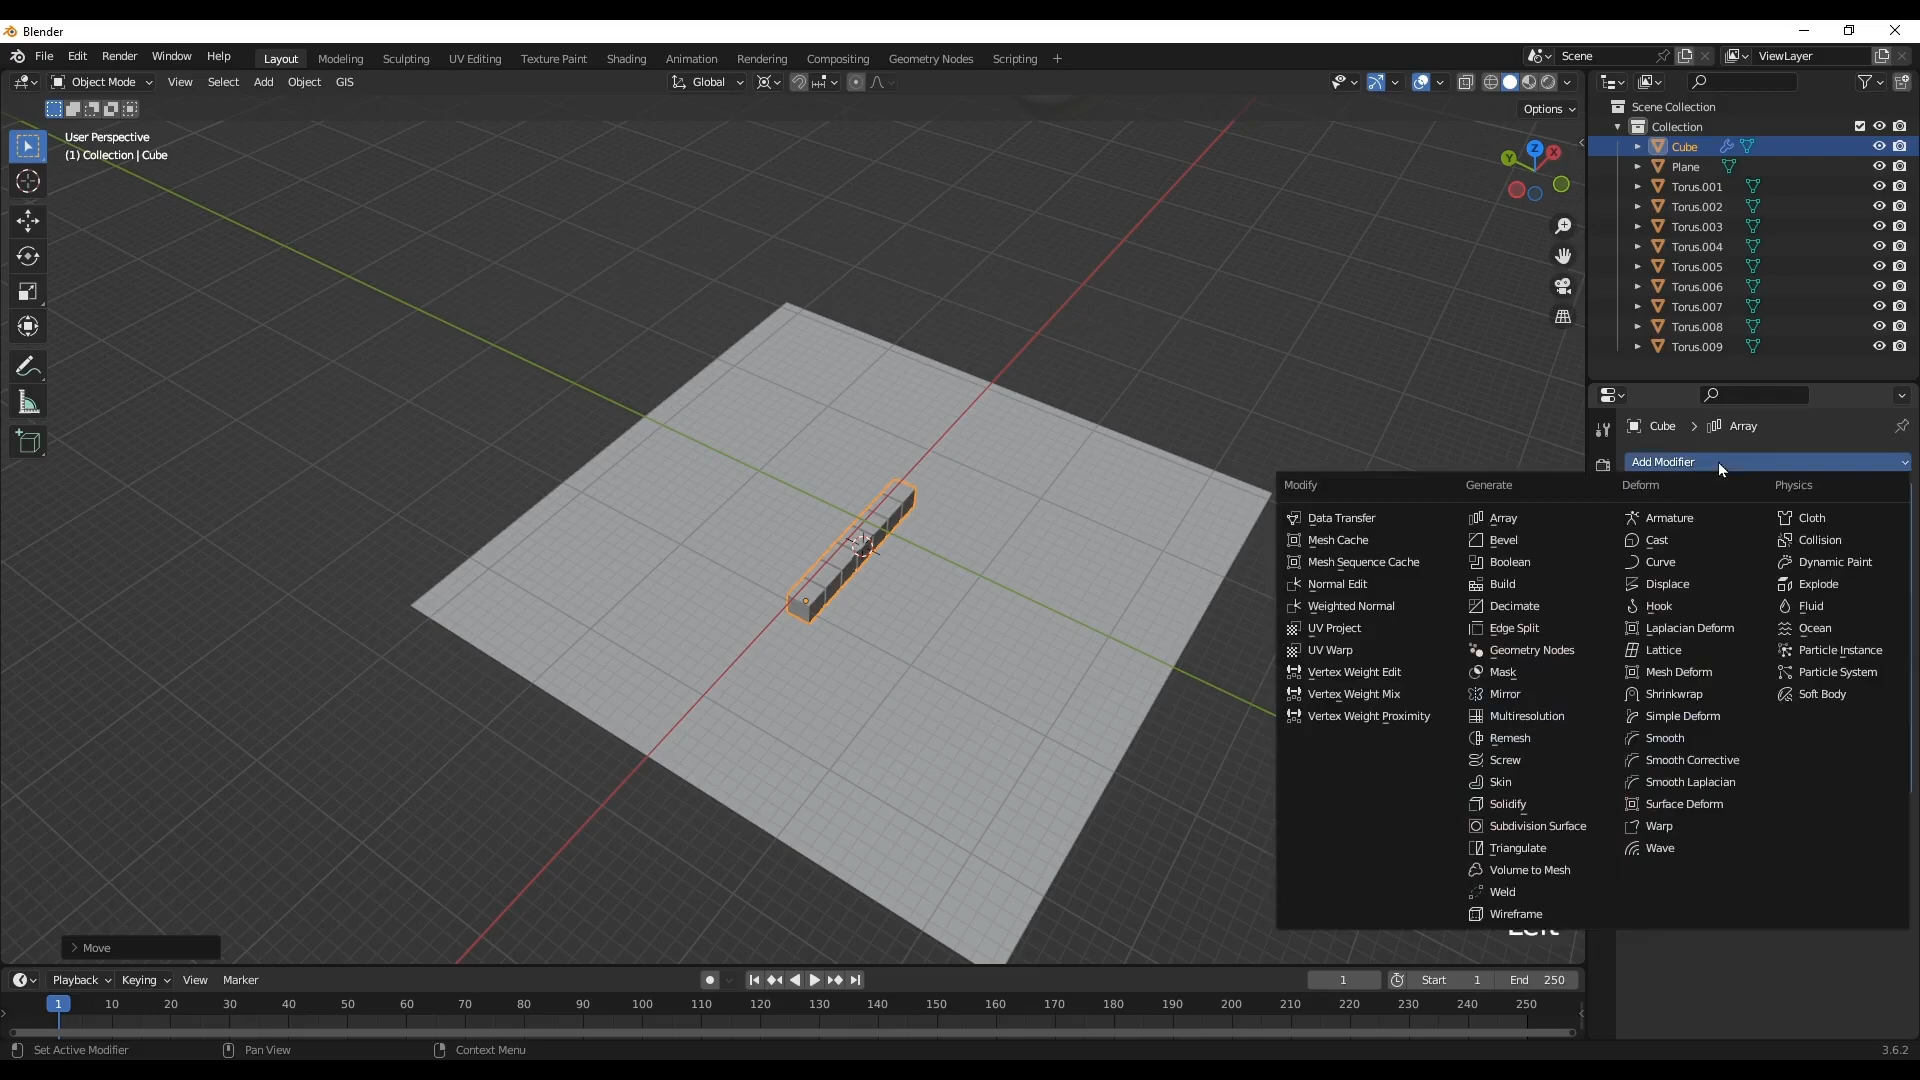 Blender
File Edit Render Window Help Layout Modeling Sculpting UV Editing Texture Paint Shading Animation Rendering Compositing Geometry Nodes Scripting + Scene ViewLayer
Object Mode View Select Add Object GIS Global
Options
User Perspective
(1) Collection | Cube
Z
Y
X
Scene Collection
Collection
Cube
Plane
Torus.001
Torus.002
Torus.003
Torus.004
Torus.005
Torus.006
Torus.007
Torus.008
Torus.009
Cube > Array
Add Modifier
Modify Generate Deform Physics
Data Transfer Array Armature Cloth
Mesh Cache Bevel Cast Collision
Mesh Sequence Cache Boolean Curve Dynamic Paint
Normal Edit Build Displace Explode
Weighted Normal Decimate Hook Fluid
UV Project Edge Split Laplacian Deform Ocean
UV Warp Geometry Nodes Lattice Particle Instance
Vertex Weight Edit Mask Mesh Deform Particle System
Vertex Weight Mix Mirror Shrinkwrap Soft Body
Vertex Weight Proximity Multiresolution Simple Deform
Remesh Smooth
Screw Smooth Corrective
Skin Smooth Laplacian
Solidify Surface Deform
Subdivision Surface Warp
Triangulate Wave
Volume to Mesh
Weld
Wireframe
Left
> Move
Playback Keying View Marker 1 Start 1 End 250
1 10 20 30 40 50 60 70 80 90 100 110 120 130 140 150 160 170 180 190 200 210 220 230 240 250
Set Active Modifier Pan View Context Menu 3.6.2